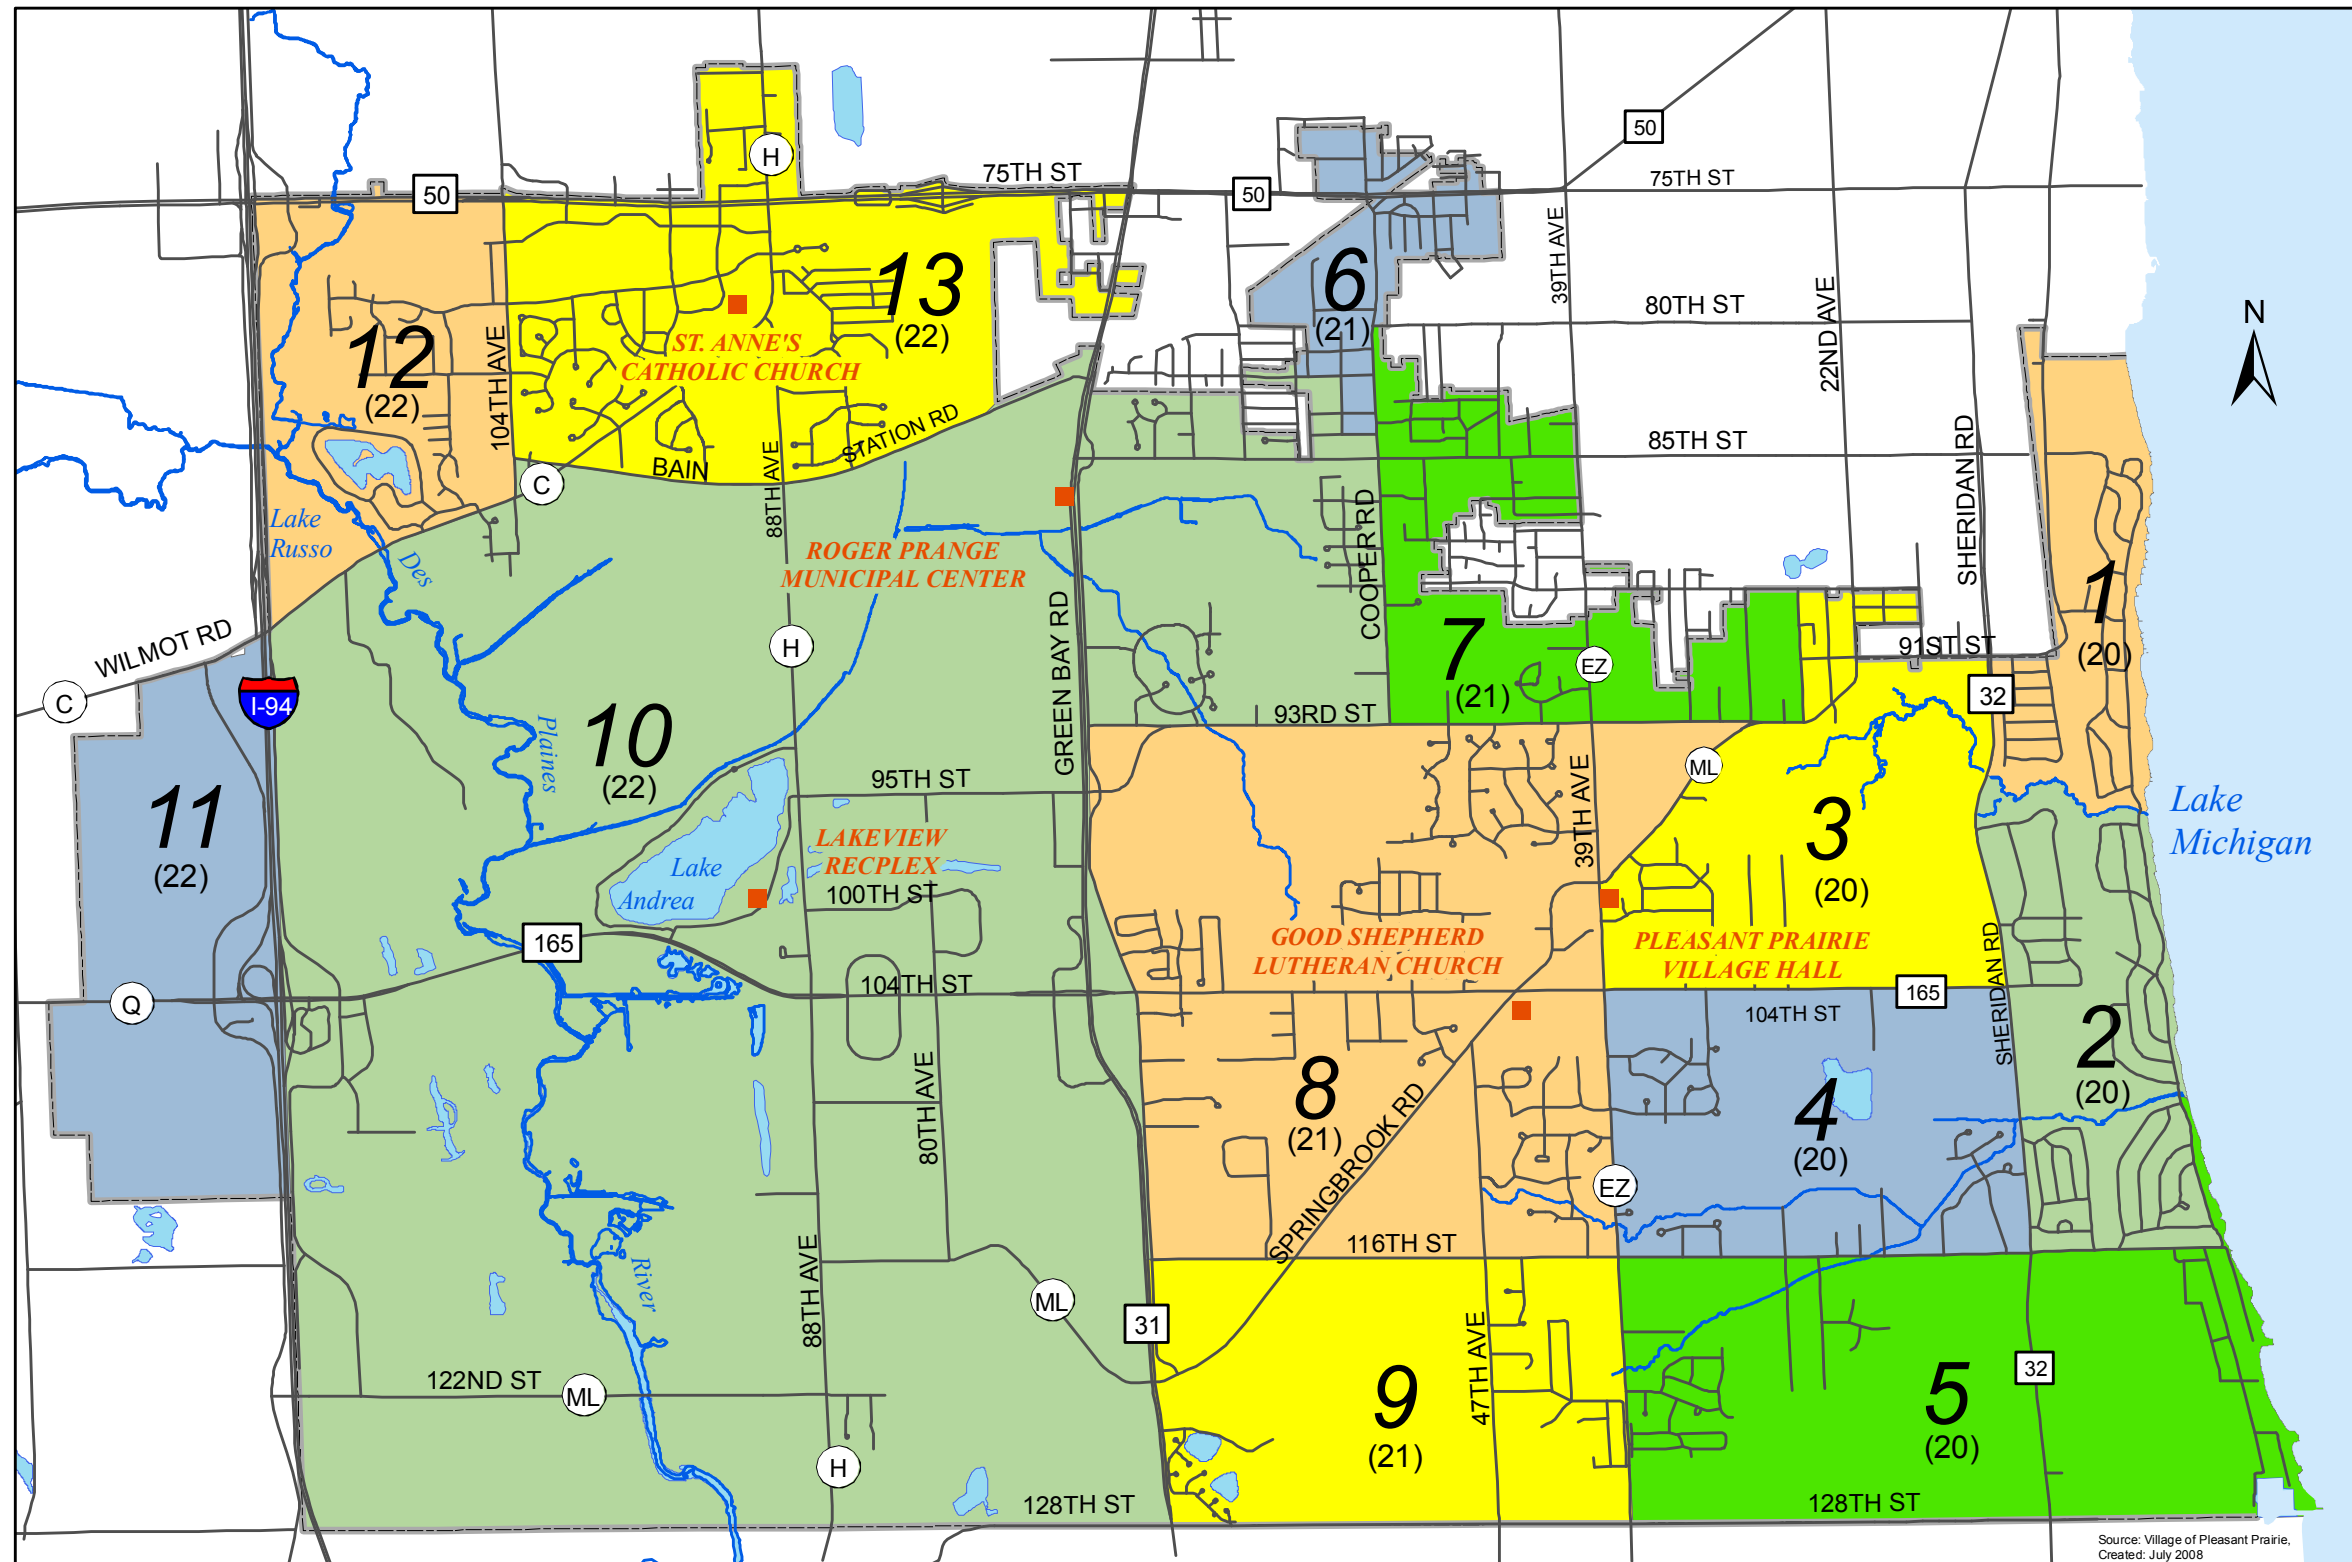 50
H
75TH ST
50
75TH ST
50
39TH AVE
6
(21)
80TH ST
22ND AVE
N
13
(22)
ST. ANNE'S
CATHOLIC CHURCH
12
(22)
104TH AVE
STATION RD
BAIN
88TH AVE
C
85TH ST
SHERIDAN RD
COOPER RD
Lake
Russo
Des
ROGER PRANGE
MUNICIPAL CENTER
GREEN BAY RD
1
(20)
7
(21)
EZ
91ST ST
32
WILMOT RD
C
H
I-94
Plaines
10
(22)
93RD ST
39TH AVE
ML
95TH ST
11
(22)
3
(20)
Lake
Michigan
LAKEVIEW
RECPLEX
Lake
Andrea
100TH ST
GOOD SHEPHERD
LUTHERAN CHURCH
PLEASANT PRAIRIE
VILLAGE HALL
SHERIDAN RD
165
Q
104TH ST
165
104TH ST
SHERIDAN RD
2
(20)
8
(21)
4
(20)
80TH AVE
SPRINGBROOK RD
EZ
116TH ST
88TH AVE
River
ML
31
47TH AVE
9
(21)
5
(20)
32
122ND ST
ML
H
128TH ST
128TH ST
Source: Village of Pleasant Prairie,
Created: July 2008